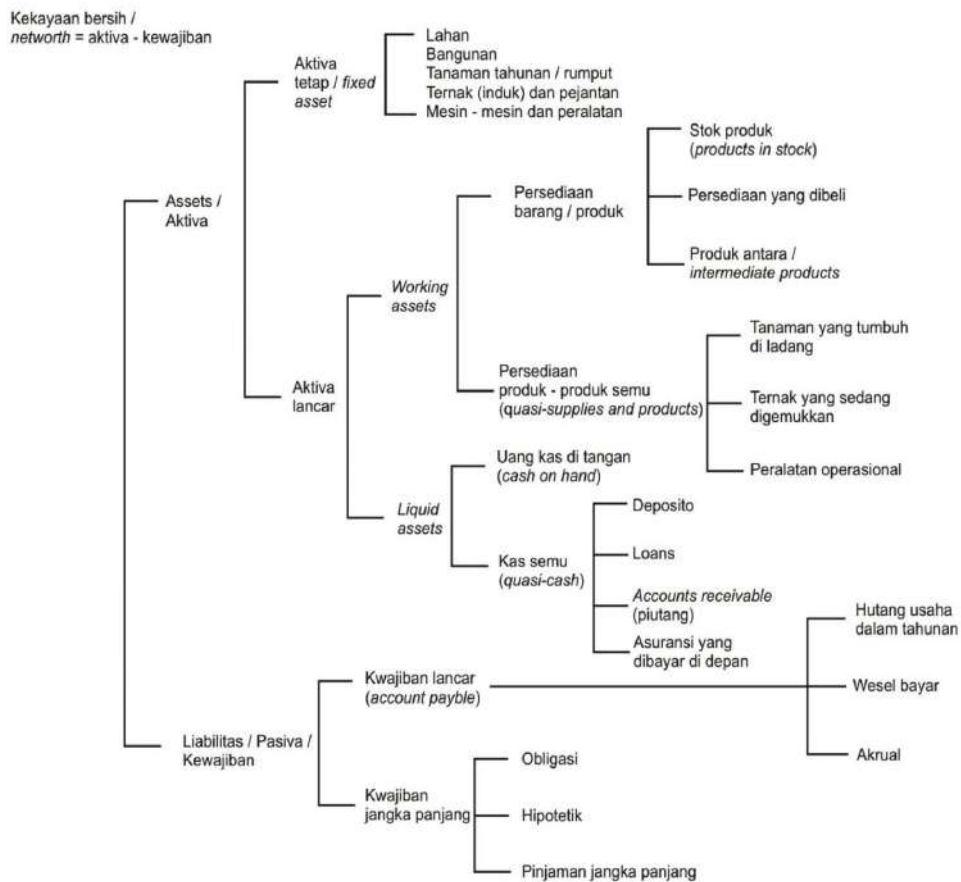 Kekayaan bersih /
networth = aktiva - kewajiban
Aktiva
tetap / fixed
asset
Lahan
Bangunan
Tanaman tahunan / rumput
Ternak (induk) dan pejantan
Mesin - mesin dan peralatan
Assets /
Aktiva
Aktiva
lancar
Working
assets
Persediaan
barang / produk
Stok produk
(products in stock)
Persediaan yang dibeli
Produk antara /
intermediate products
Persediaan
produk - produk semu
(quasi-supplies and products)
Tanaman yang tumbuh
di ladang
Ternak yang sedang
digemukkan
Peralatan operasional
Liquid
assets
Uang kas di tangan
(cash on hand)
Kas semu
(quasi-cash)
Deposito
Loans
Accounts receivable
(piutang)
Asuransi yang
dibayar di depan
Liabilitas / Pasiva /
Kewajiban
Kwajiban lancar
(account payble)
Hutang usaha
dalam tahunan
Wesel bayar
Akrual
Kwajiban
jangka panjang
Obligasi
Hipotetik
Pinjaman jangka panjang